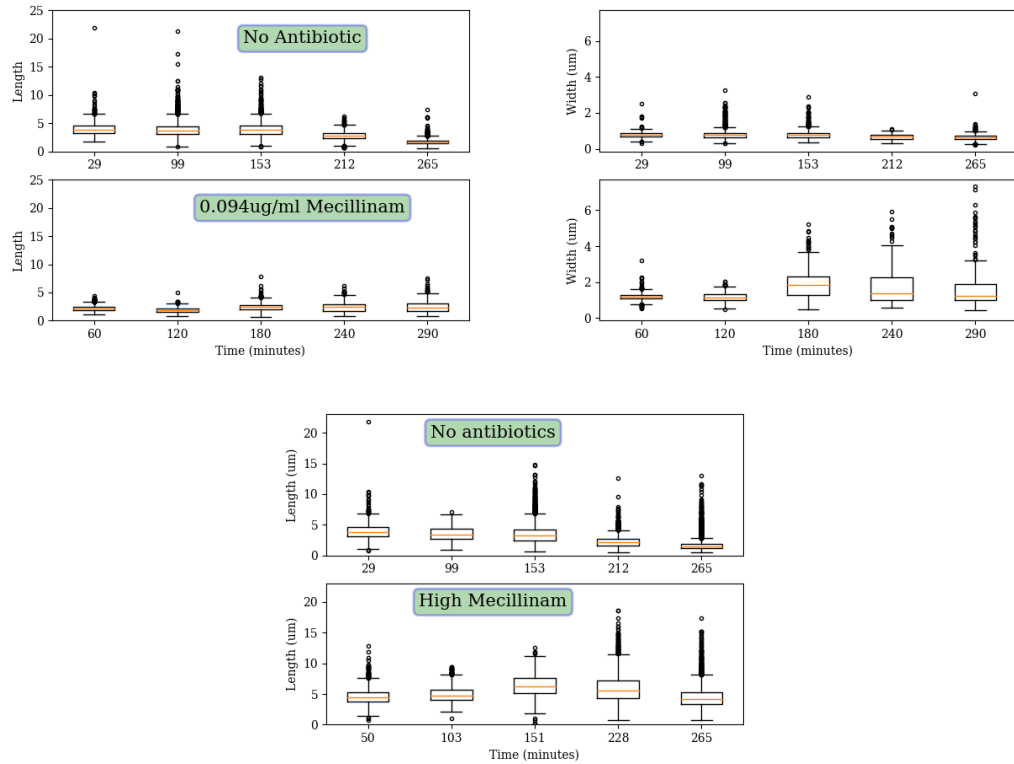 25
20
15
10
5
0
Length
No Antibiotic
29 99 153 212 265
6
4
2
0
Width (um)
29 99 153 212 265
25
20
15
10
5
0
Length
0.094ug/ml Mecillinam
60 120 180 240 290
Time (minutes)
6
4
2
0
Width (um)
60 120 180 240 290
Time (minutes)
20
15
10
5
0
Length (um)
No antibiotics
29 99 153 212 265
20
15
10
5
0
Length (um)
High Mecillinam
50 103 151 228 265
Time (minutes)